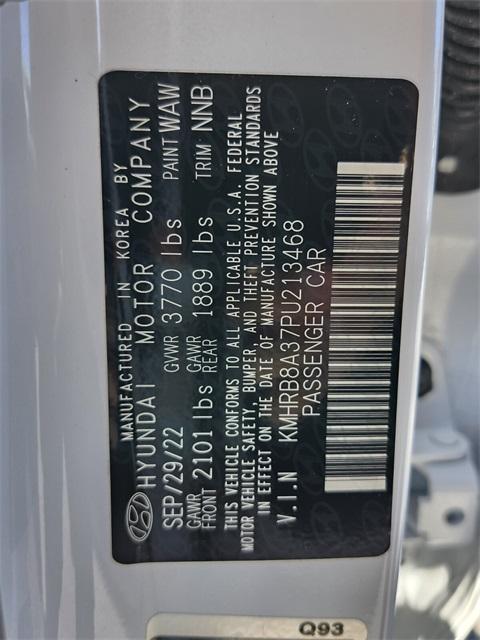 MANUFACTURED IN KOREA BY
HYUNDAI MOTOR COMPANY
SEP/29/22 GVWR 3770 lbs PAINT WAW
GAWR FRONT 2101lbs GAWR REAR 1889 lbs TRIM NNB
THIS VEHICLE CONFORMS TO ALL APPLICABLE U.S.A. FEDERAL
MOTOR VEHICLE SAFETY, BUMPER, AND THEFT PREVENTION STANDARDS
IN EFFECT ON THE DATE OF MANUFACTURE SHOWN ABOVE
V.I.N KMHRB8A37PU213468
PASSENGER CAR
Q93